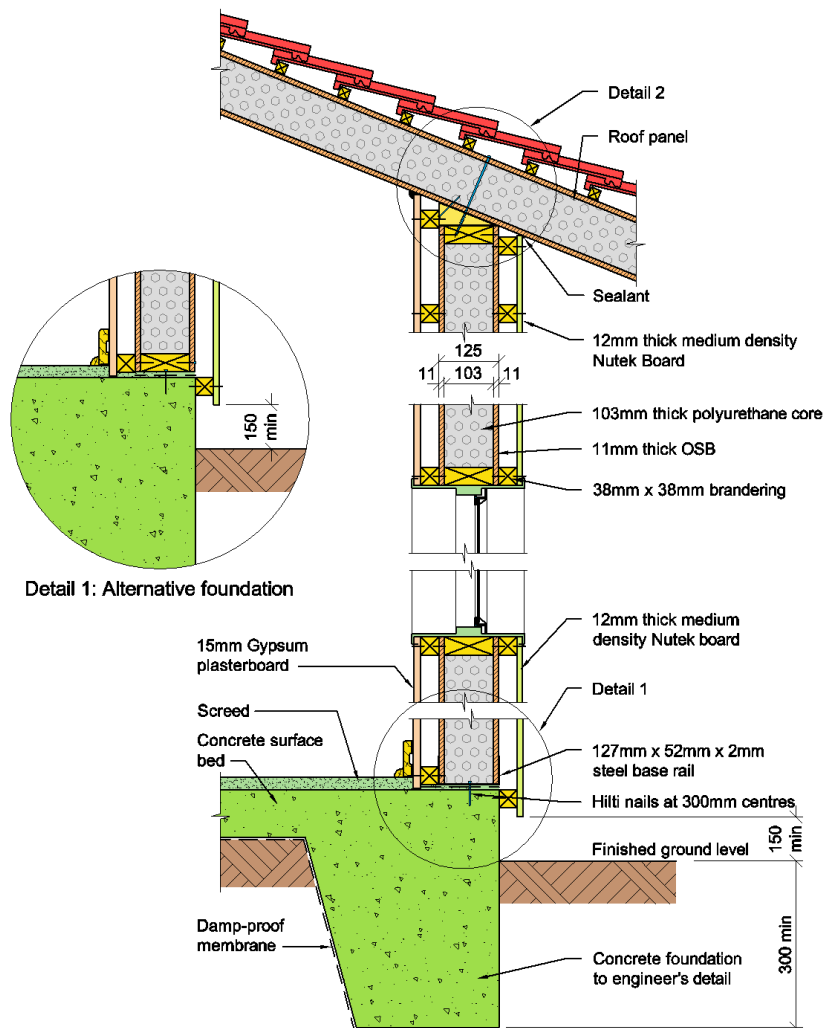 Detail 2
Roof panel
Sealant
12mm thick medium density
Nutek Board
125
11
103
11
103mm thick polyurethane core
11mm thick OSB
38mm x 38mm brandering
150
min
Detail 1: Alternative foundation
12mm thick medium
density Nutek board
15mm Gypsum
plasterboard
Detail 1
Screed
Concrete surface
bed
127mm x 52mm x 2mm
steel base rail
Hilti nails at 300mm centres
150
min
Finished ground level
Damp-proof
membrane
Concrete foundation
to engineer's detail
300 min